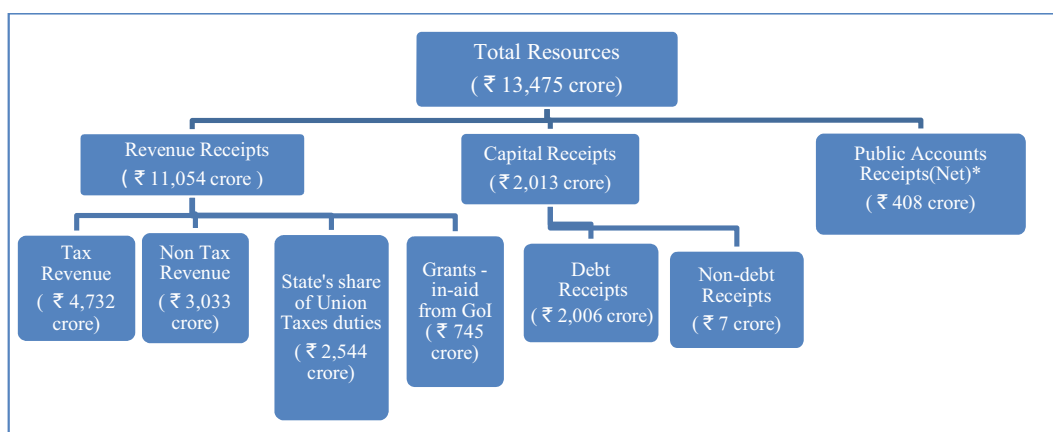 Total Resources
( ₹ 13,475 crore)
Revenue Receipts
( ₹ 11,054 crore )
Capital Receipts
( ₹ 2,013 crore)
Public Accounts
Receipts(Net)*
( ₹ 408 crore)
Tax
Revenue
( ₹ 4,732
crore)
Non Tax
Revenue
( ₹ 3,033
crore)
State's share
of Union
Taxes duties
( ₹ 2,544
crore)
Grants -
in-aid
from GoI
( ₹ 745
crore)
Debt
Receipts
( ₹ 2,006 crore)
Non-debt
Receipts
( ₹ 7 crore)